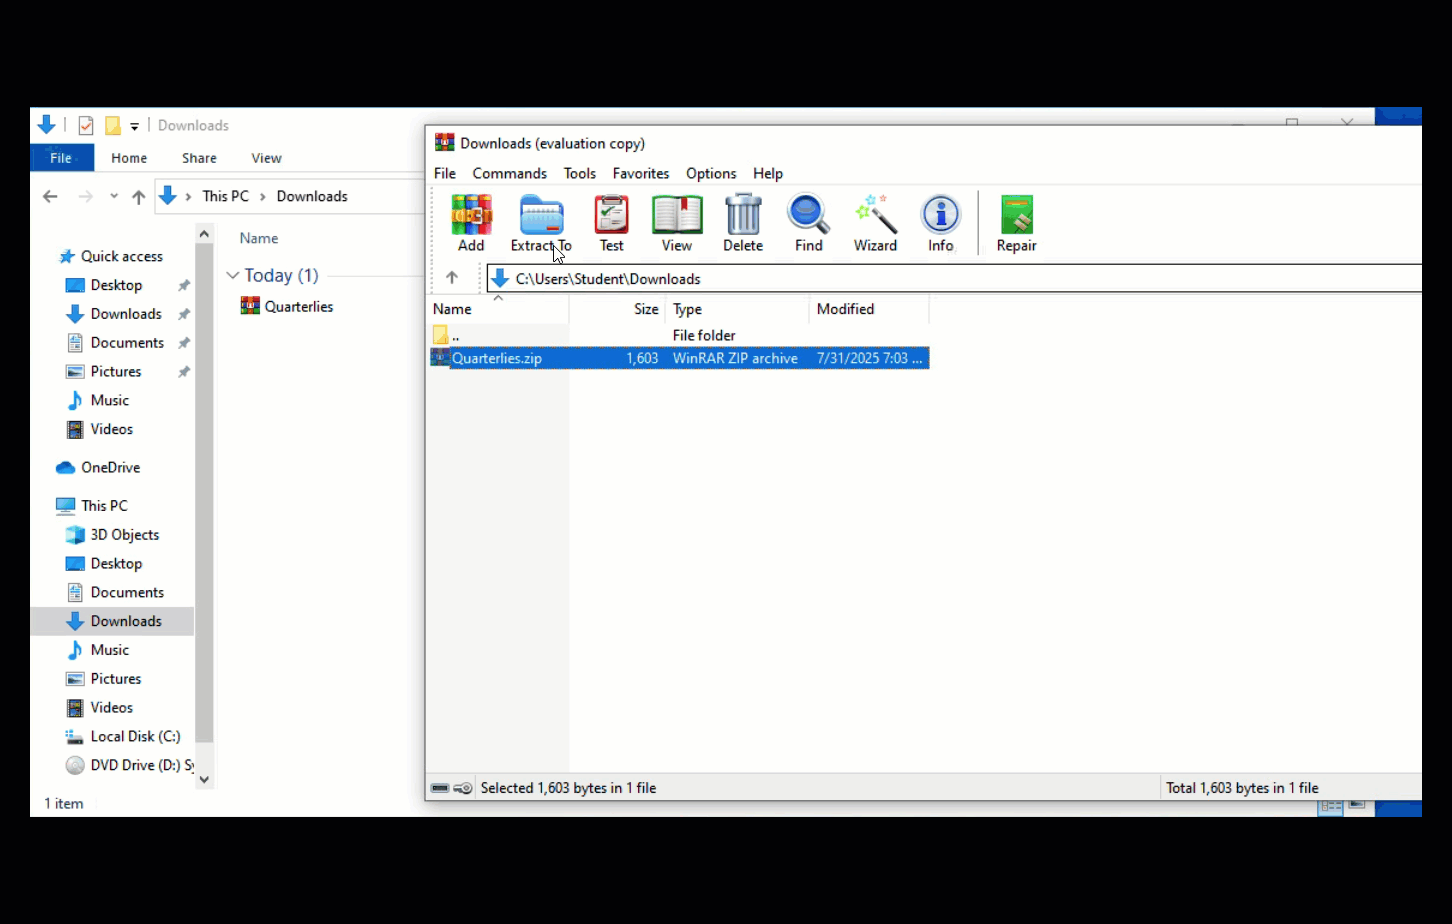 Downloads
File Home Share View
This PC > Downloads
Quick access
Desktop
Downloads
Documents
Pictures
Music
Videos
OneDrive
This PC
3D Objects
Desktop
Documents
Downloads
Music
Pictures
Videos
Local Disk (C:)
DVD Drive (D:) Sy
1 item
Name
Today (1)
Quarterlies
Downloads (evaluation copy)
File Commands Tools Favorites Options Help
Add Extract To Test View Delete Find Wizard Info Repair
C:\Users\Student\Downloads
Name Size Type Modified
.. File folder
Quarterlies.zip 1,603 WinRAR ZIP archive 7/31/2025 7:03 ...
Selected 1,603 bytes in 1 file Total 1,603 bytes in 1 file